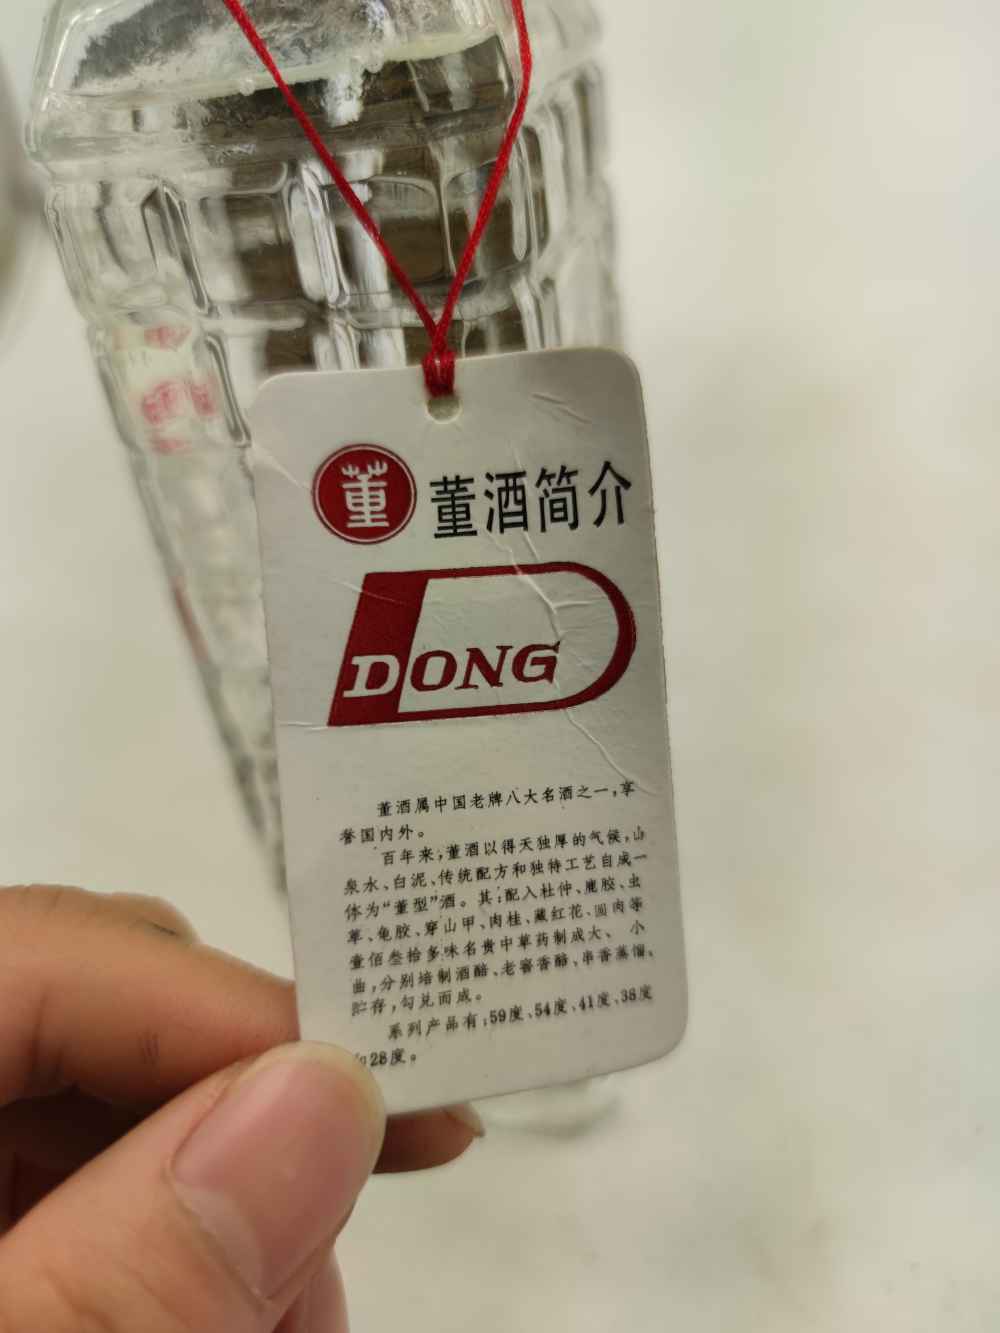 董 董酒简介
DONG
董酒属中国老牌八大名酒之一,享
誉国内外。
百年来,董酒以得天独厚的气候,山
泉水、白泥、传统配方和独特工艺自成一
体为“董型”酒。其:配入杜仲、鹿胶、虫
草、龟胶、穿山甲、肉桂、藏红花、圆肉等
壹佰叁拾多味名贵中草药制成大、小
曲,分别培制酒醅、老窖香醅、串香蒸馏、
贮存,勾兑而成。
系列产品有:59度、54度、41度、38度
和28度。